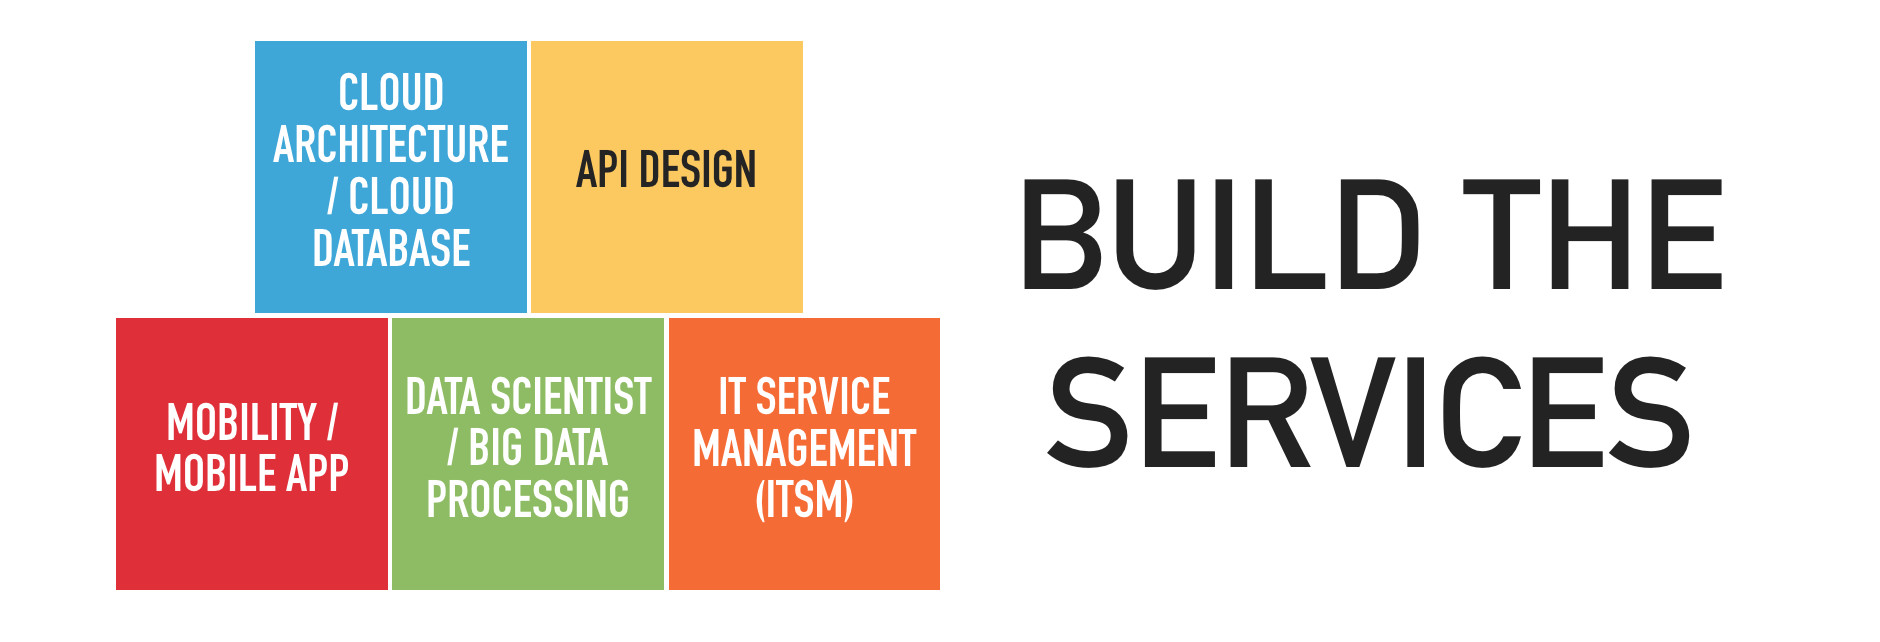 CLOUD
ARCHITECTURE
/ CLOUD
DATABASE
API DESIGN
MOBILITY /
MOBILE APP
DATA SCIENTIST
/ BIG DATA
PROCESSING
IT SERVICE
MANAGEMENT
(ITSM)
BUILD THE
SERVICES